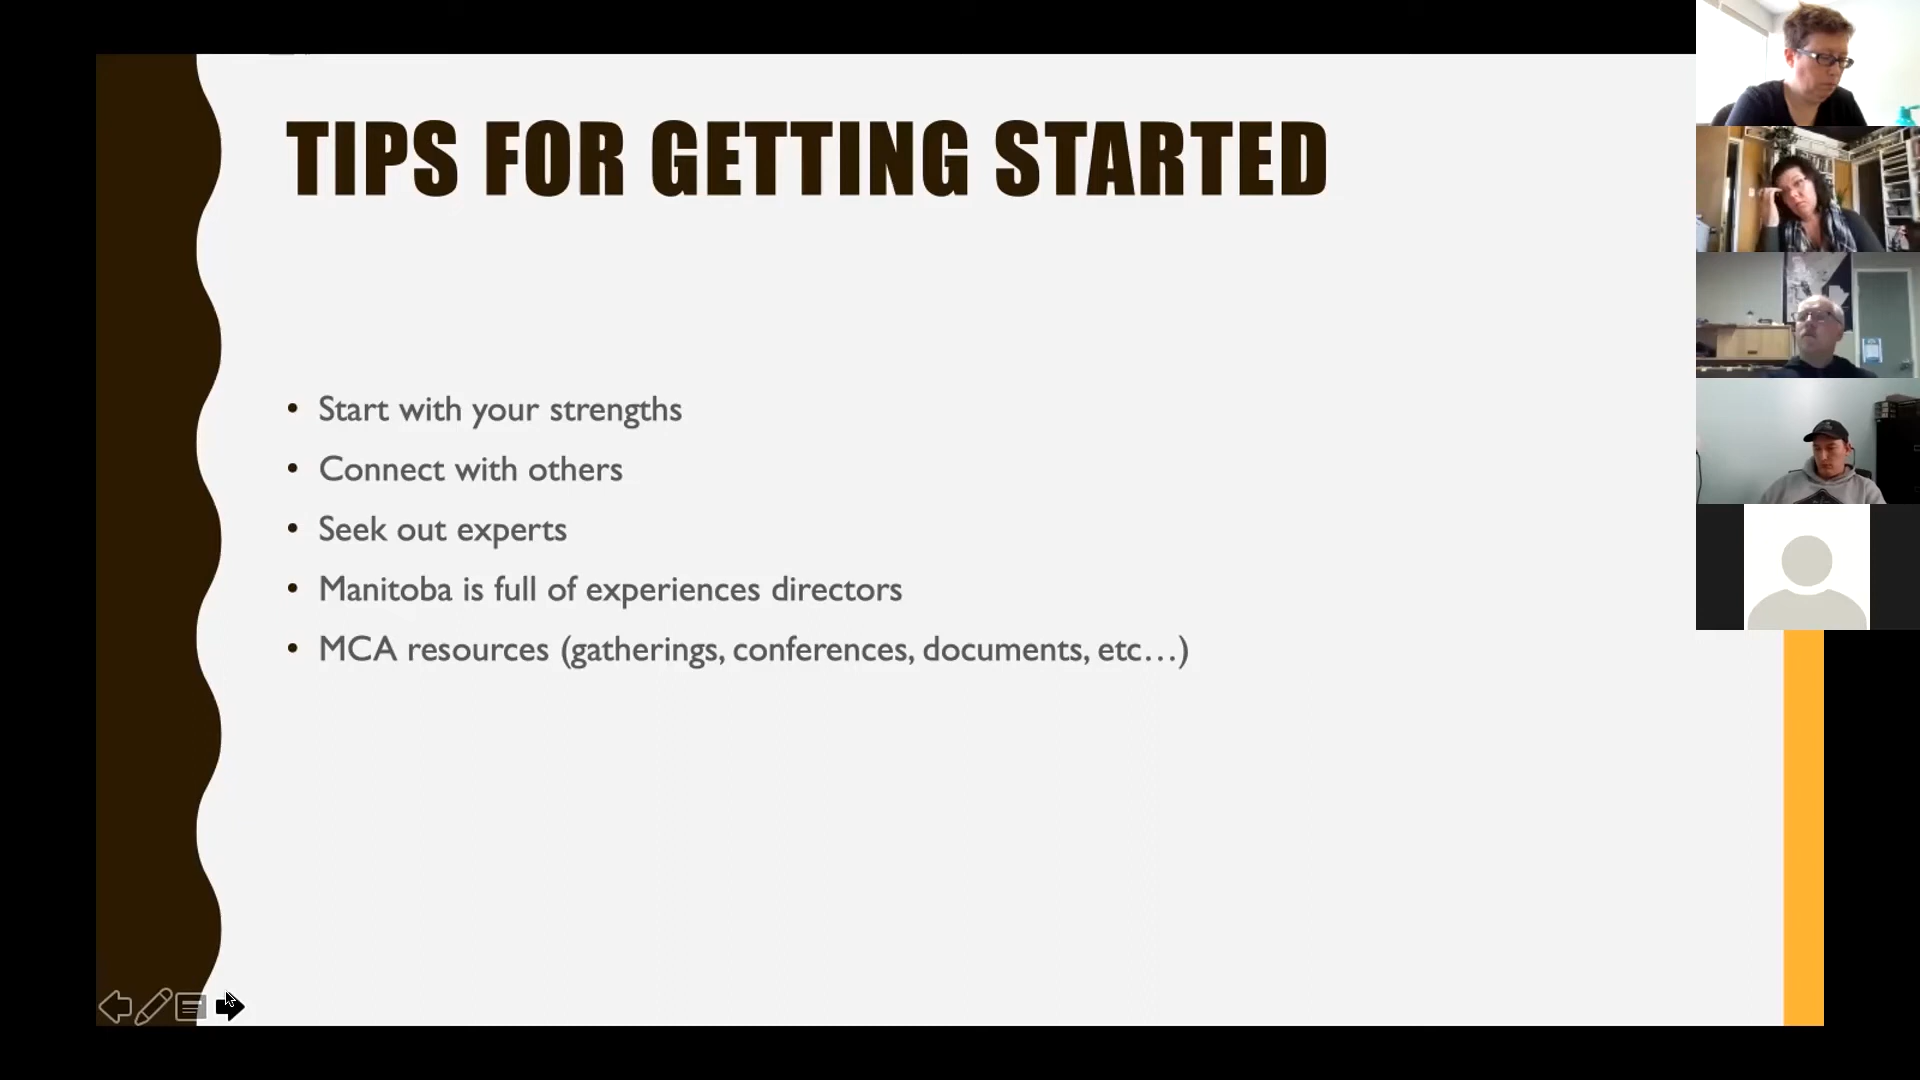 TIPS FOR GETTING STARTED
• Start with your strengths
• Connect with others
• Seek out experts
• Manitoba is full of experiences directors
• MCA resources (gatherings, conferences, documents, etc…)